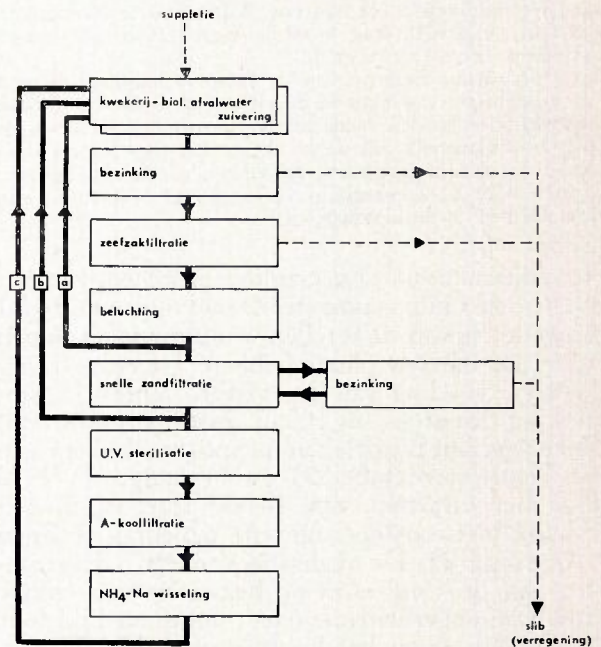 suppletie
kwekerij - biol. afvalwater
zuivering
bezinking
zeefzakfiltratie
c b a
beluchting
snelle zandfiltratie
bezinking
U.V. sterilisatie
A-koolfiltratie
NH4-Na wisseling
slib
(verregening)